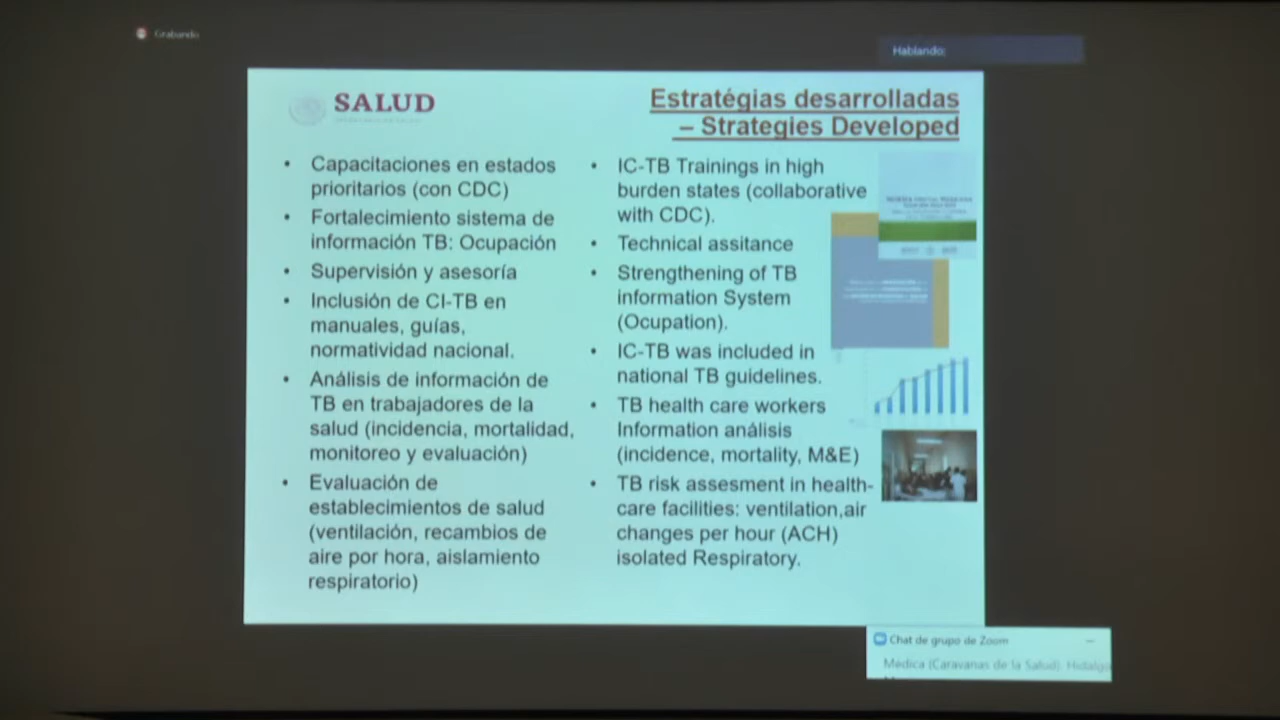 Grabando
Hablando:
SALUD
Estratégias desarrolladas
– Strategies Developed
• Capacitaciones en estados
prioritarios (con CDC)
• Fortalecimiento sistema de
información TB: Ocupación
• Supervisión y asesoría
• Inclusión de CI-TB en
manuales, guías,
normatividad nacional.
• Análisis de información de
TB en trabajadores de la
salud (incidencia, mortalidad,
monitoreo y evaluación)
• Evaluación de
establecimientos de salud
(ventilación, recambios de
aire por hora, aislamiento
respiratorio)
• IC-TB Trainings in high
burden states (collaborative
with CDC).
• Technical assitance
• Strengthening of TB
information System
(Ocupation).
• IC-TB was included in
national TB guidelines.
• TB health care workers
Information análisis
(incidence, mortality, M&E)
• TB risk assesment in health-
care facilities: ventilation,air
changes per hour (ACH)
isolated Respiratory.
Chat de grupo de Zoom
Medica (Caravanas de la Salud). Hidalgo